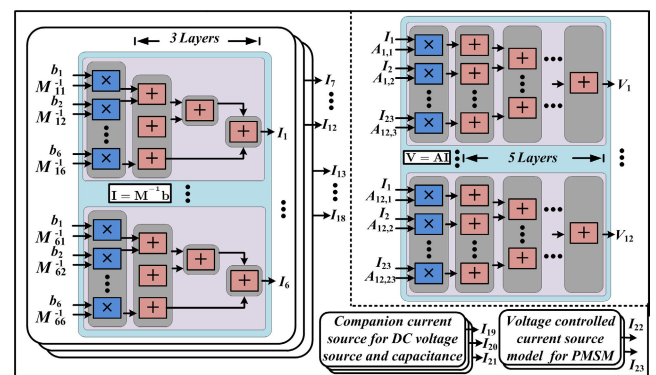 3 Layers
b1
M-1 11
b2
M-1 12
b6
M-1 16
I1
I = M-1b
b1
M-1 61
b2
M-1 62
b6
M-1 66
I6
I7
I12
I13
I18
I1
A1,1
I2
A1,2
I23
A12,3
V1
V = AI
5 Layers
I1
A12,1
I2
A12,2
I23
A12,23
V12
Companion current
source for DC voltage
source and capacitance
I19
I20
I21
Voltage controlled
current source
model for PMSM
I22
I23